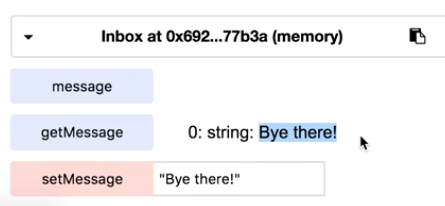 Inbox at 0x692...77b3a (memory)
message
getMessage 0: string: Bye there!
setMessage "Bye there!"